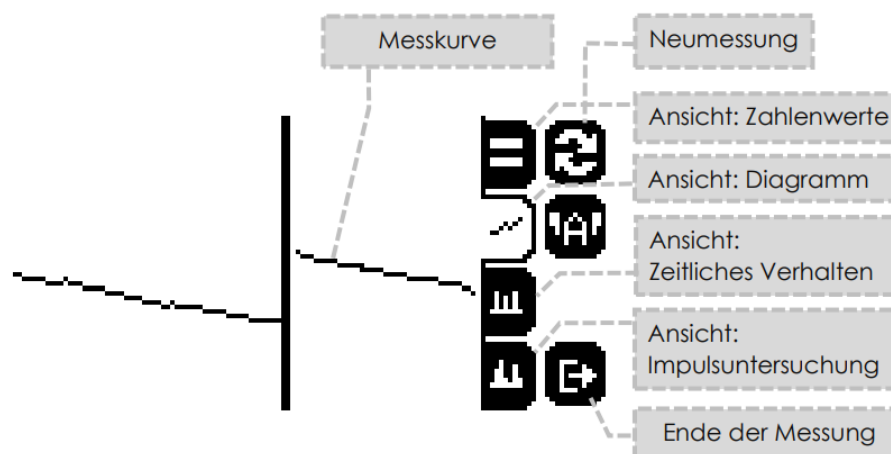 Messkurve
Neumessung
Ansicht: Zahlenwerte
Ansicht: Diagramm
Ansicht:
Zeitliches Verhalten
Ansicht:
Impulsuntersuchung
Ende der Messung
A